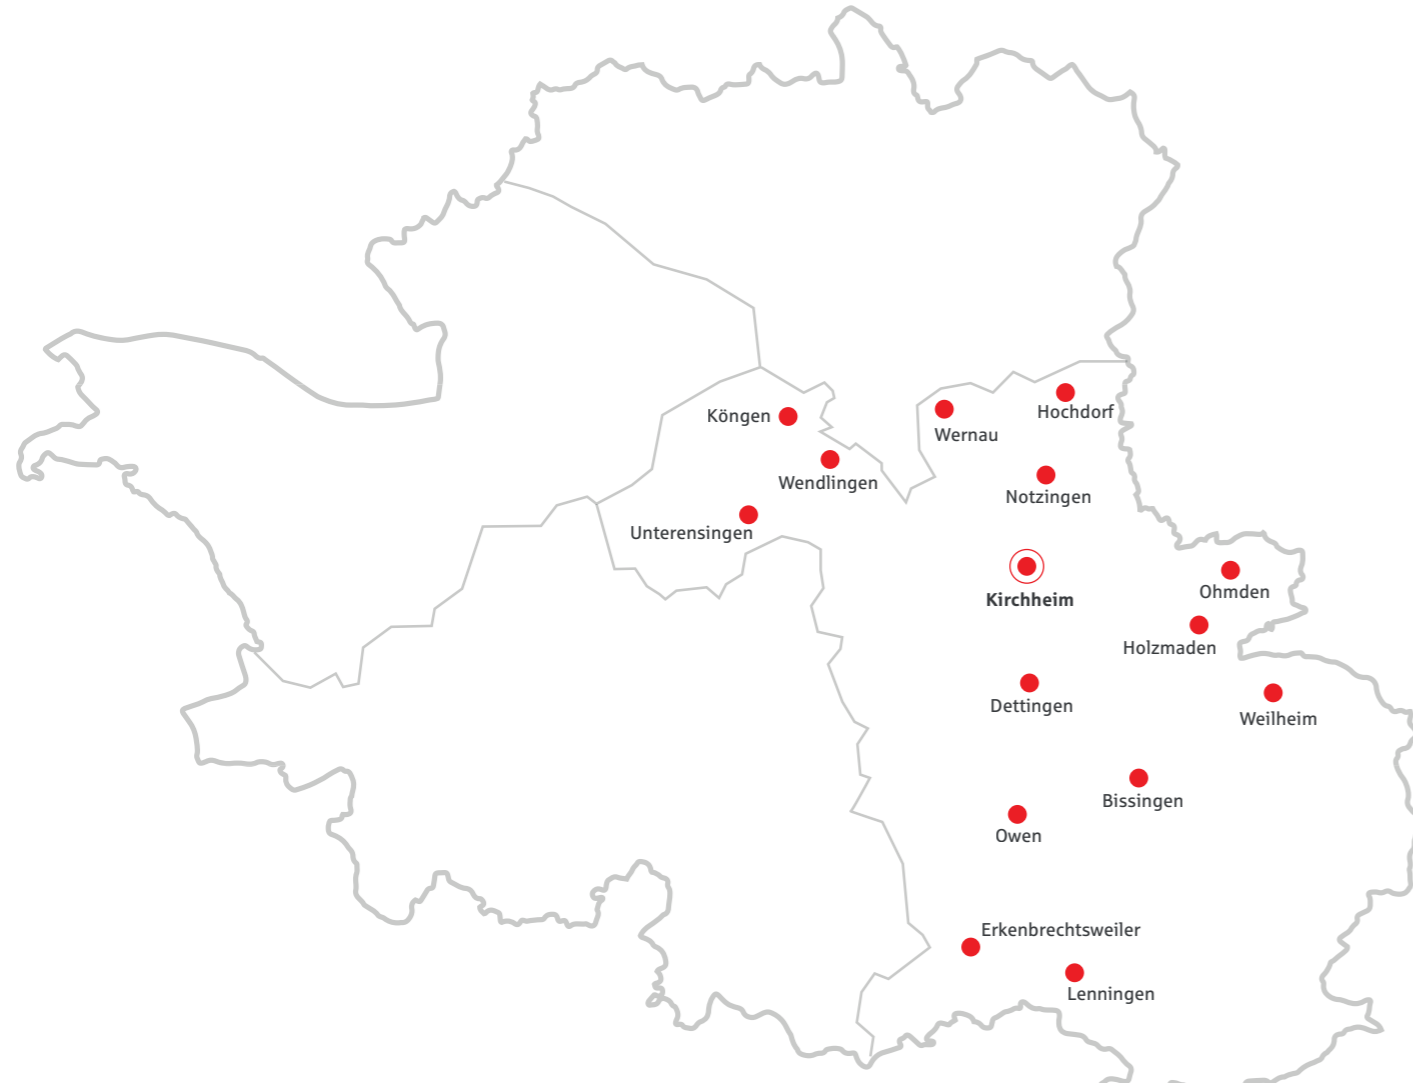 Hochdorf
Köngen
Wernau
Wendlingen
Notzingen
Unterensingen
Ohmden
Kirchheim
Holzmaden
Dettingen
Weilheim
Bissingen
Owen
Erkenbrechtsweiler
Lenningen